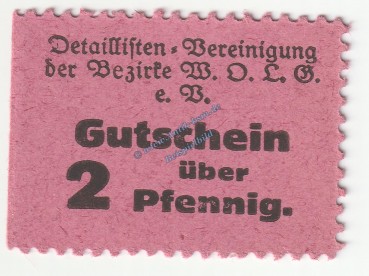 Detaillisten-Vereinigung
der Bezirke W. O. L. G.
e. V.
Gutschein
2 über
Pfennig.